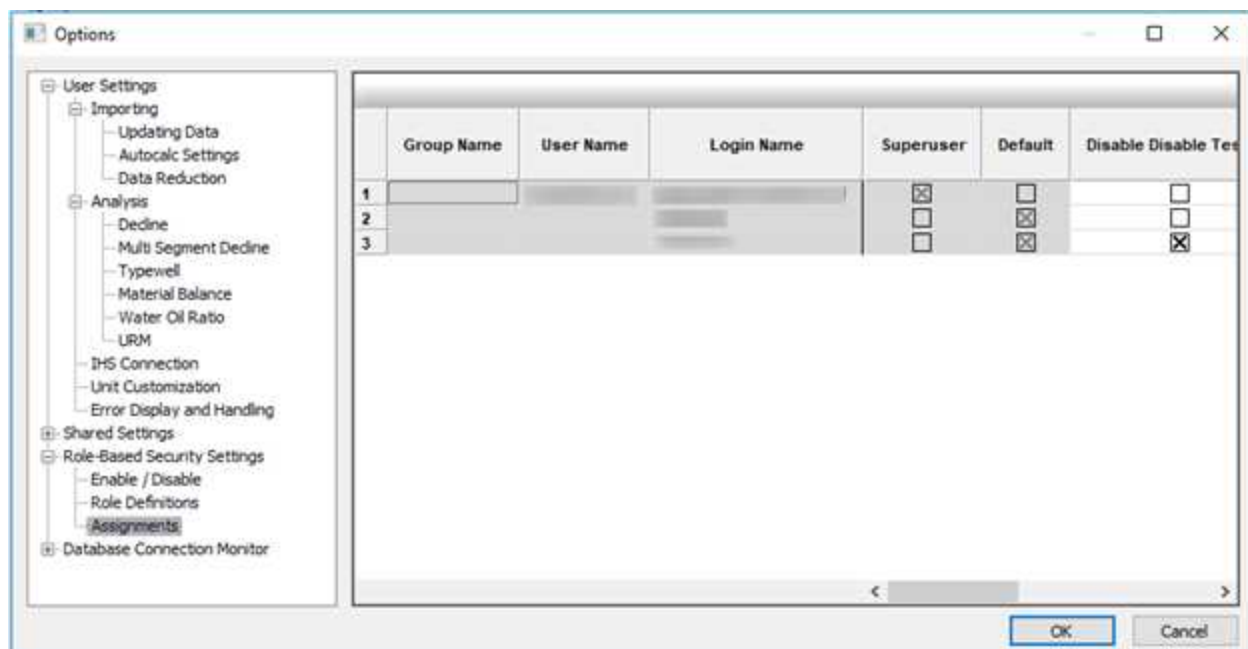 Options
User Settings
Importing
Updating Data
Autocalc Settings
Data Reduction
Analysis
Decline
Multi Segment Decline
Typewell
Material Balance
Water Oil Ratio
URM
IHS Connection
Unit Customization
Error Display and Handling
Shared Settings
Role-Based Security Settings
Enable / Disable
Role Definitions
Assignments
Database Connection Monitor
Group Name User Name Login Name Superuser Default Disable Disable Tes
1
2
3
OK Cancel